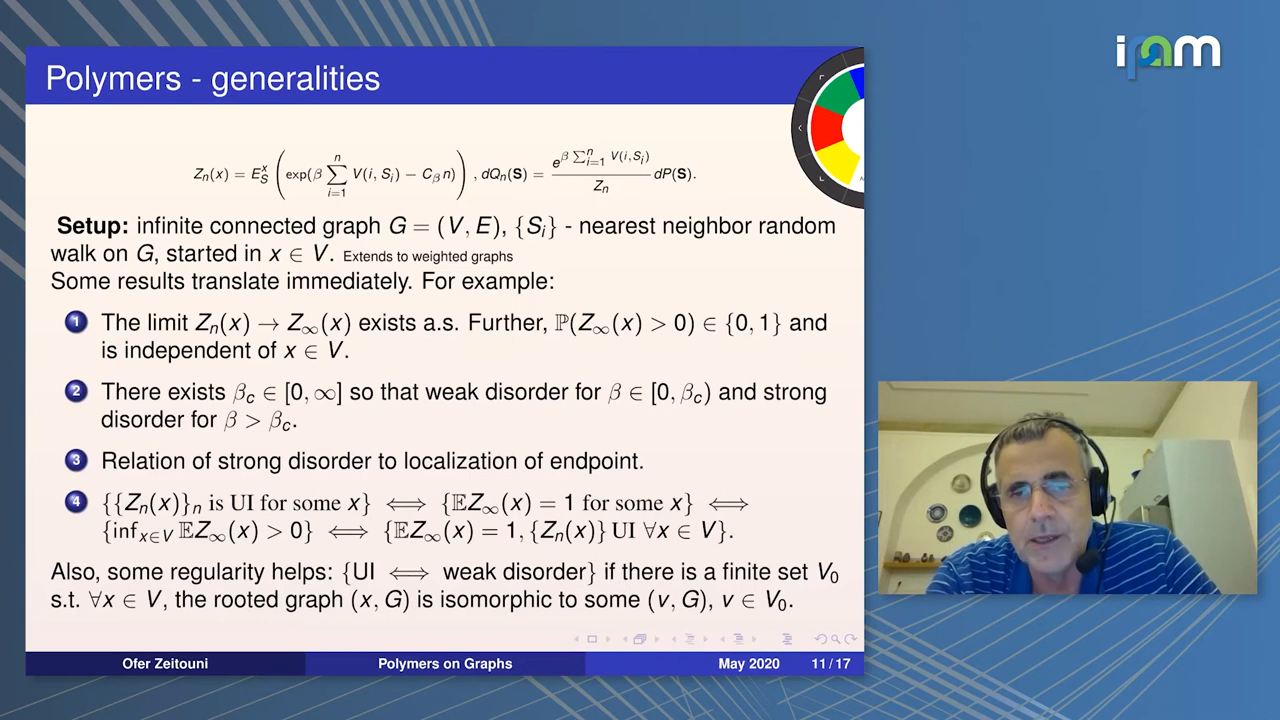 ipam
Polymers - generalities
Z_n(x) = E_S^x (exp(β ∑_{i=1}^n V(i, S_i) − C_β n)), dQ_n(S) = e^{β ∑_{i=1}^n V(i,S_i)} / Z_n dP(S).
Setup: infinite connected graph G = (V, E), {S_i} - nearest neighbor random
walk on G, started in x ∈ V. Extends to weighted graphs
Some results translate immediately. For example:
1 The limit Z_n(x) → Z_∞(x) exists a.s. Further, ℙ(Z_∞(x) > 0) ∈ {0, 1} and
is independent of x ∈ V.
2 There exists β_c ∈ [0, ∞] so that weak disorder for β ∈ [0, β_c) and strong
disorder for β > β_c.
3 Relation of strong disorder to localization of endpoint.
4 {{Z_n(x)}_n is UI for some x} ⟺ {𝔼Z_∞(x) = 1 for some x} ⟺
{inf_{x∈V} 𝔼Z_∞(x) > 0} ⟺ {𝔼Z_∞(x) = 1, {Z_n(x)} UI ∀x ∈ V}.
Also, some regularity helps: {UI ⟺ weak disorder} if there is a finite set V_0
s.t. ∀x ∈ V, the rooted graph (x, G) is isomorphic to some (v, G), v ∈ V_0.
Ofer Zeitouni Polymers on Graphs May 2020 11 / 17